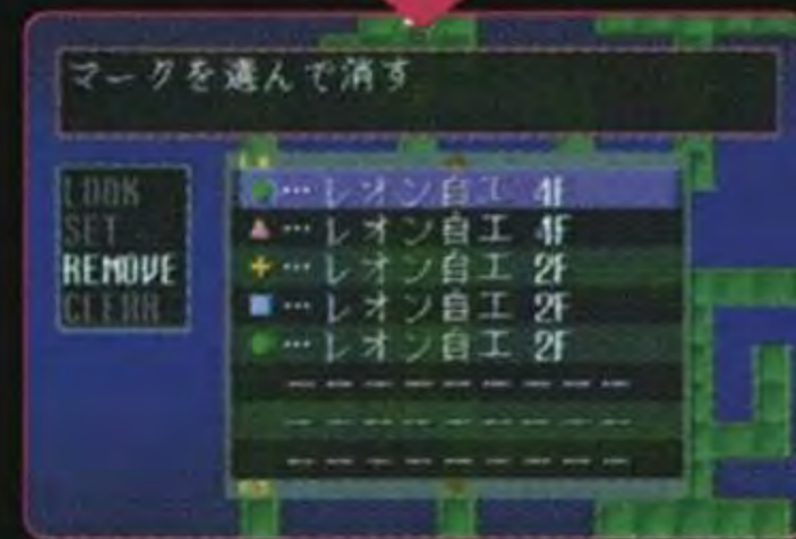 マークを選んで消す
LOOK
SET
REMOVE
CLEAR
…レオン自工 4F
…レオン自工 4F
…レオン自工 2F
…レオン自工 2F
…レオン自工 2F